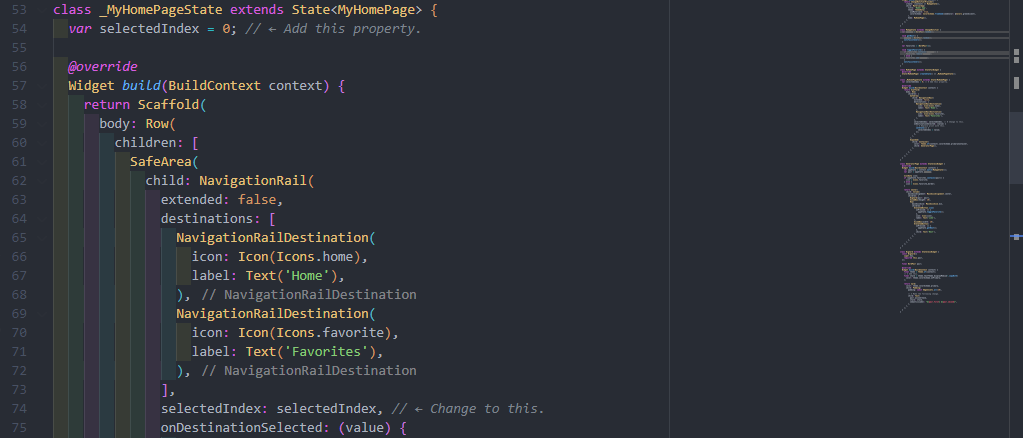 53 class _MyHomePageState extends State<MyHomePage> {
54   var selectedIndex = 0; // ← Add this property.
55
56   @override
57   Widget build(BuildContext context) {
58     return Scaffold(
59       body: Row(
60         children: [
61           SafeArea(
62             child: NavigationRail(
63               extended: false,
64               destinations: [
65                 NavigationRailDestination(
66                   icon: Icon(Icons.home),
67                   label: Text('Home'),
68                 ), // NavigationRailDestination
69                 NavigationRailDestination(
70                   icon: Icon(Icons.favorite),
71                   label: Text('Favorites'),
72                 ), // NavigationRailDestination
73               ],
74               selectedIndex: selectedIndex, // ← Change to this.
75               onDestinationSelected: (value) {